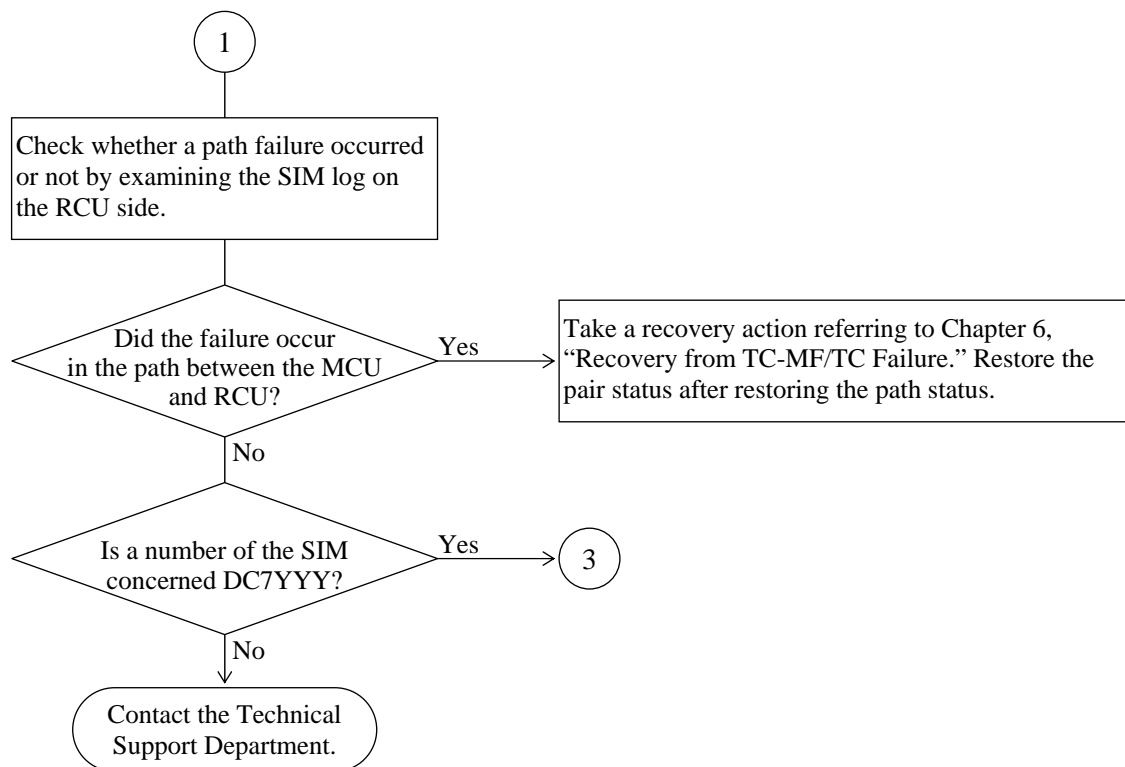 1
Check whether a path failure occurred
or not by examining the SIM log on
the RCU side.
Did the failure occur
in the path between the MCU
and RCU?
Yes
Take a recovery action referring to Chapter 6,
“Recovery from TC-MF/TC Failure.” Restore the
pair status after restoring the path status.
No
Is a number of the SIM
concerned DC7YYY?
Yes
3
No
Contact the Technical
Support Department.